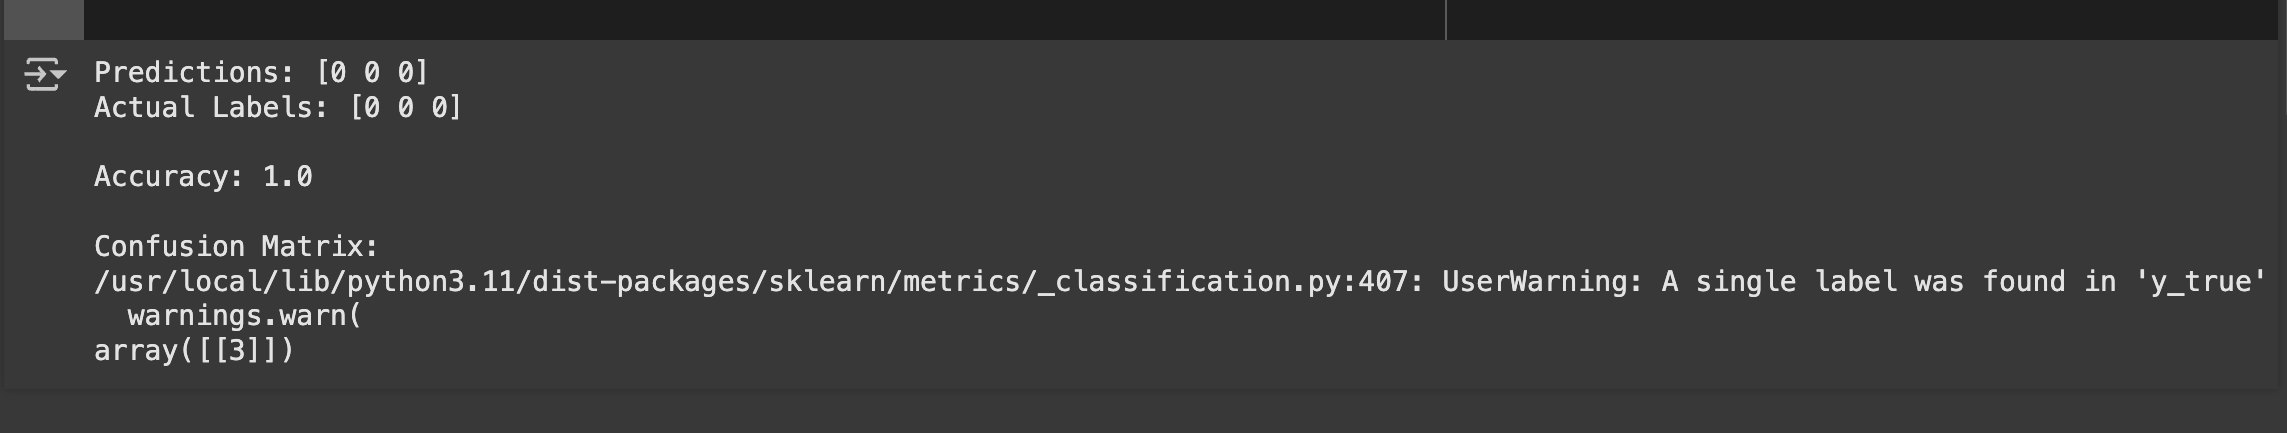 Predictions: [0 0 0]
Actual Labels: [0 0 0]
Accuracy: 1.0
Confusion Matrix:
/usr/local/lib/python3.11/dist-packages/sklearn/metrics/_classification.py:407: UserWarning: A single label was found in 'y_true'
  warnings.warn(
array([[3]])